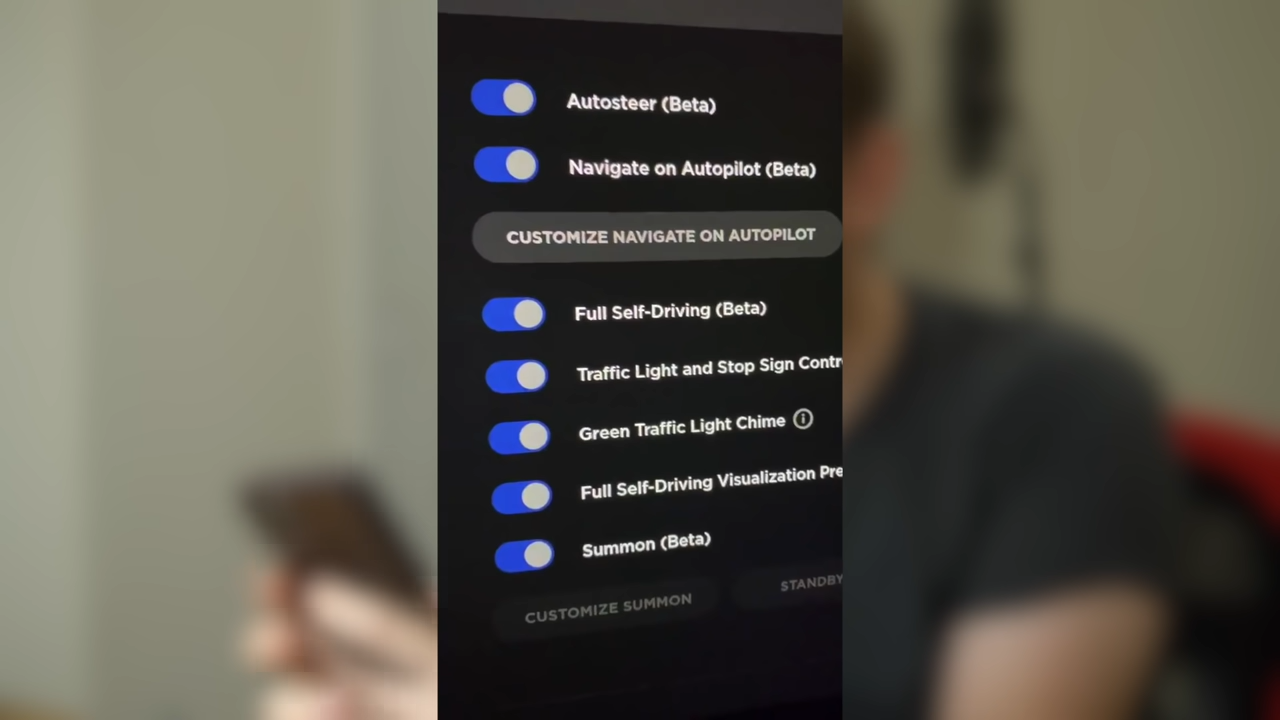 Autosteer (Beta)
Navigate on Autopilot (Beta)
CUSTOMIZE NAVIGATE ON AUTOPILOT
Full Self-Driving (Beta)
Traffic Light and Stop Sign Contr
Green Traffic Light Chime
Full Self-Driving Visualization Pre
Summon (Beta)
CUSTOMIZE SUMMON
STANDBY